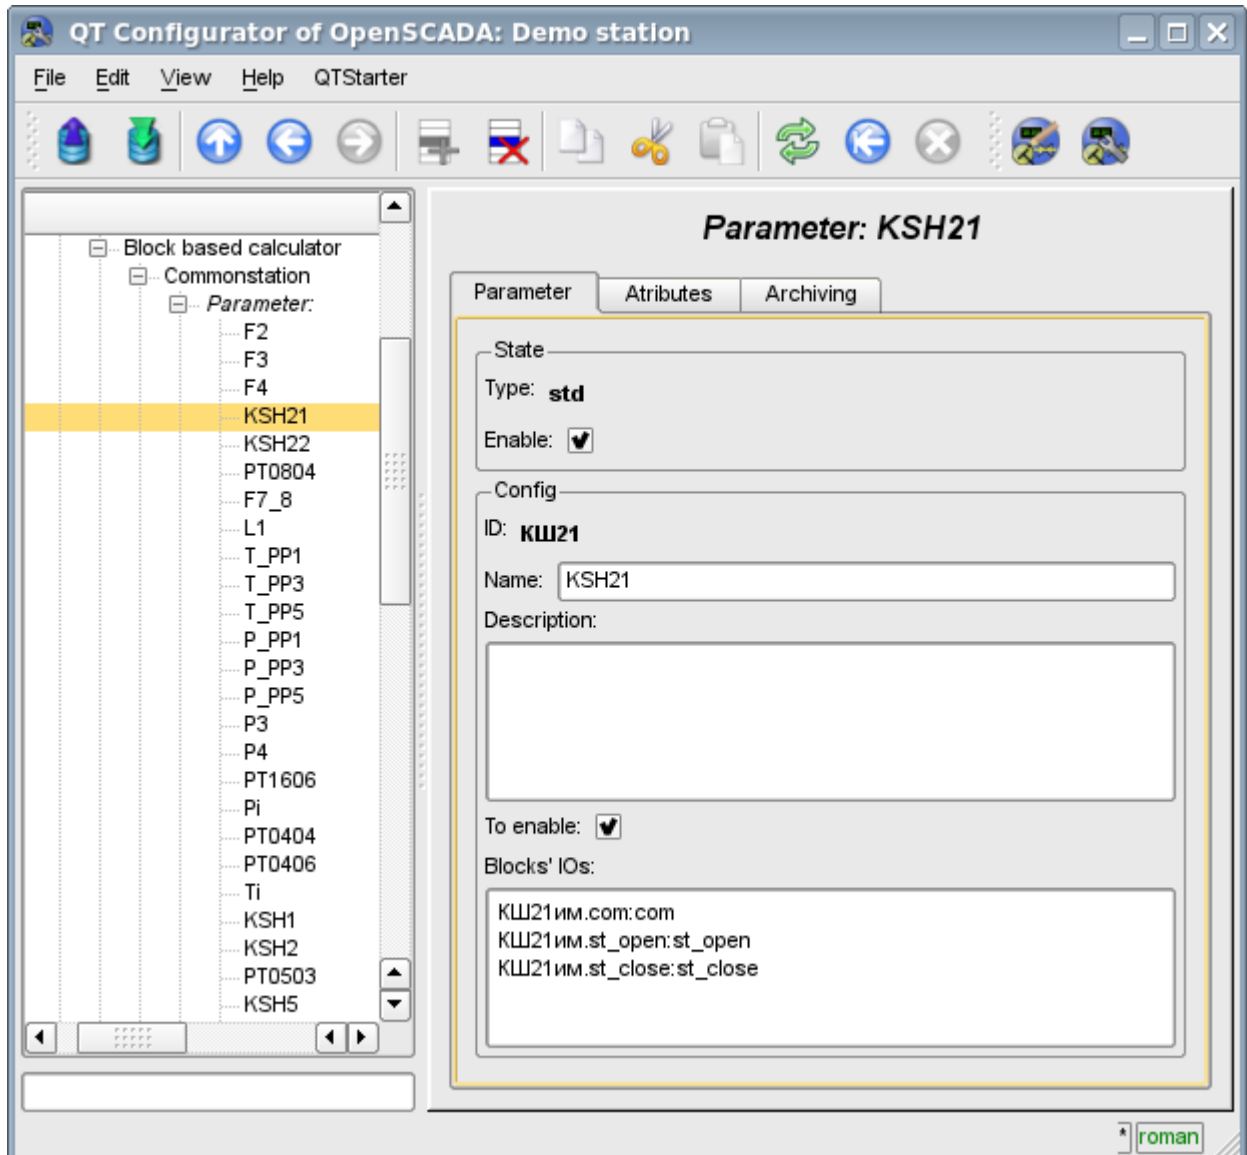 QT Configurator of OpenSCADA: Demo station
File Edit View Help QTStarter
Block based calculator
Commonstation
Parameter:
F2
F3
F4
KSH21
KSH22
PT0804
F7_8
L1
T_PP1
T_PP3
T_PP5
P_PP1
P_PP3
P_PP5
P3
P4
PT1606
Pi
PT0404
PT0406
Ti
KSH1
KSH2
PT0503
KSH5
Parameter: KSH21
Parameter Atributes Archiving
State
Type: std
Enable:
Config
ID: КШ21
Name: KSH21
Description:
To enable:
Blocks' IOs:
КШ21им.com:com
КШ21им.st_open:st_open
КШ21им.st_close:st_close
* roman